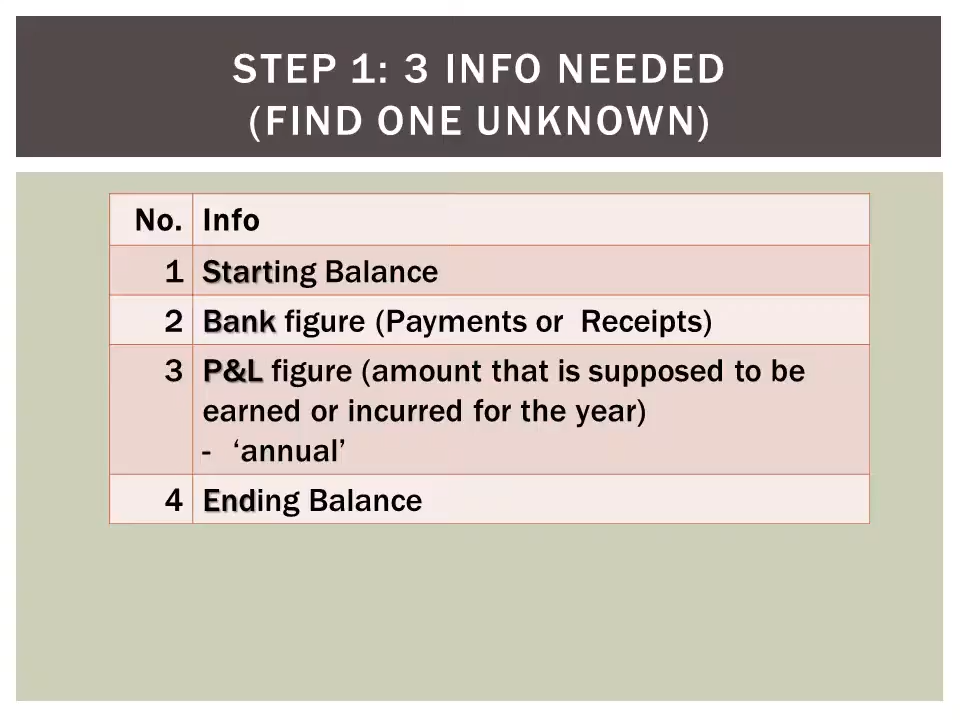 STEP 1: 3 INFO NEEDED
(FIND ONE UNKNOWN)
No. Info
1 Starting Balance
2 Bank figure (Payments or  Receipts)
3 P&L figure (amount that is supposed to be
earned or incurred for the year)
- ‘annual’
4 Ending Balance